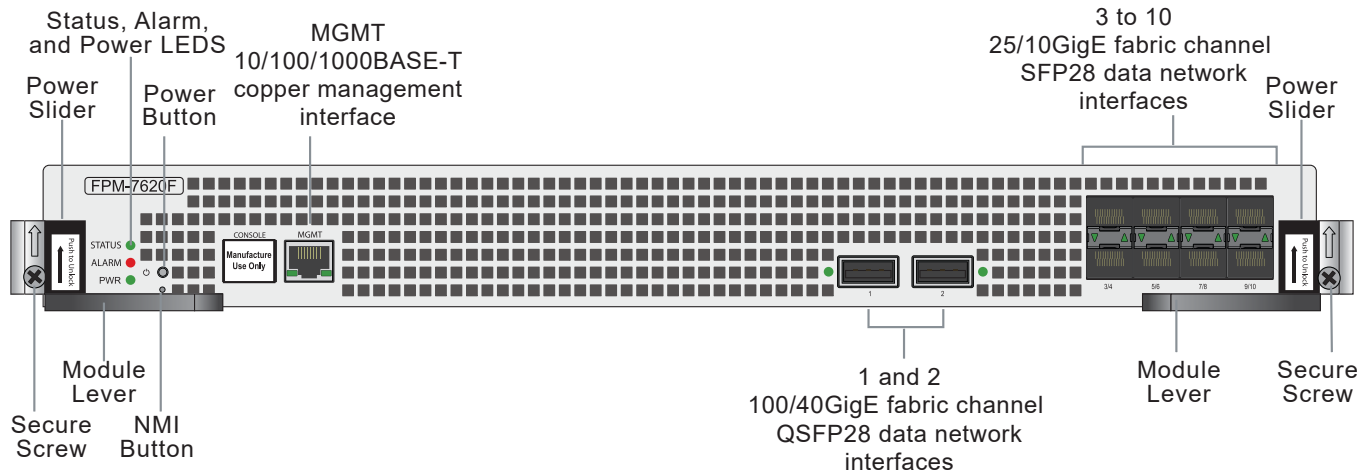 Status, Alarm,
and Power LEDS
MGMT
10/100/1000BASE-T
copper management
interface
3 to 10
25/10GigE fabric channel
SFP28 data network
interfaces
Power
Slider
Power
Button
Power
Slider
FPM-7620F
STATUS
ALARM
PWR
CONSOLE
Manufacture
Use Only
MGMT
Push to Unlock
Push to Unlock
1
2
3/4
5/6
7/8
9/10
Module
Lever
Secure
Screw
NMI
Button
1 and 2
100/40GigE fabric channel
QSFP28 data network
interfaces
Module
Lever
Secure
Screw